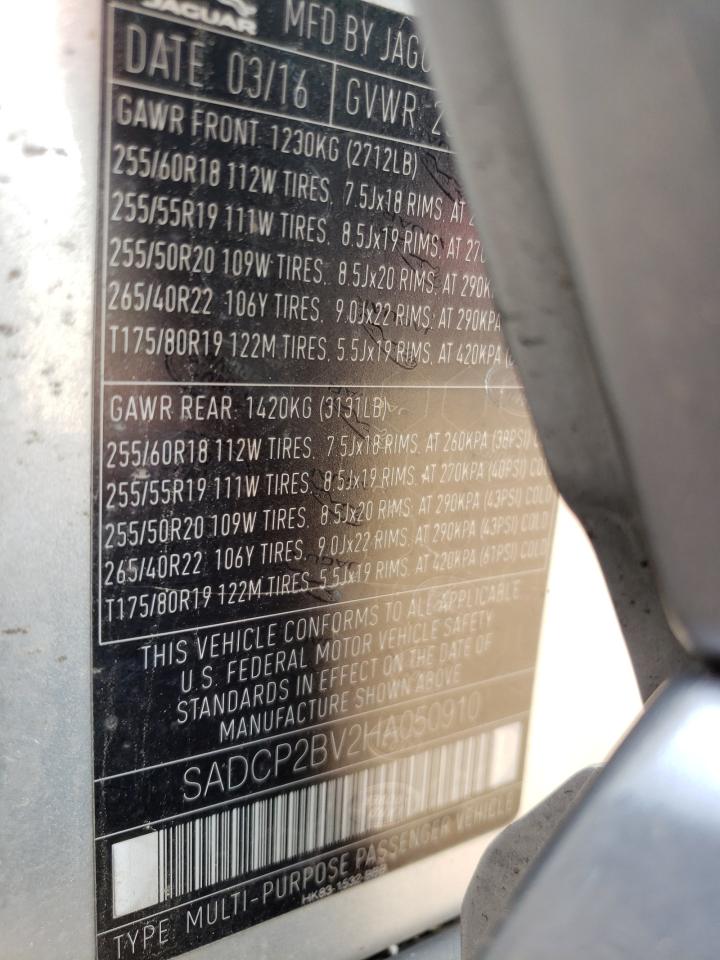 JAGUAR MFD BY JAGU
DATE 03/16 GVWR
GAWR FRONT 1230KG (2712LB)
255/60R18 112W TIRES, 7.5Jx18 RIMS, AT 2
255/55R19 111W TIRES, 8.5Jx19 RIMS, AT 270
255/50R20 109W TIRES, 8.5Jx20 RIMS, AT 290K
265/40R22 106Y TIRES, 9.0Jx22 RIMS, AT 290KPA
T175/80R19 122M TIRES, 5.5Jx19 RIMS, AT 420KPA
GAWR REAR 1420KG (3131LB)
255/60R18 112W TIRES, 7.5Jx18 RIMS, AT 260KPA (38PSI) C
255/55R19 111W TIRES, 8.5Jx19 RIMS, AT 270KPA (40PSI) COL
255/50R20 109W TIRES, 8.5Jx20 RIMS, AT 290KPA (43PSI) COLD
265/40R22 106Y TIRES, 9.0Jx22 RIMS, AT 290KPA (43PSI) COLD
T175/80R19 122M TIRES, 5.5Jx19 RIMS, AT 420KPA (61PSI) COLD
THIS VEHICLE CONFORMS TO ALL APPLICABLE
U.S. FEDERAL MOTOR VEHICLE SAFETY
STANDARDS IN EFFECT ON THE DATE OF
MANUFACTURE SHOWN ABOVE
SADCP2BV2HA050910
TYPE MULTI-PURPOSE PASSENGER VEHICLE